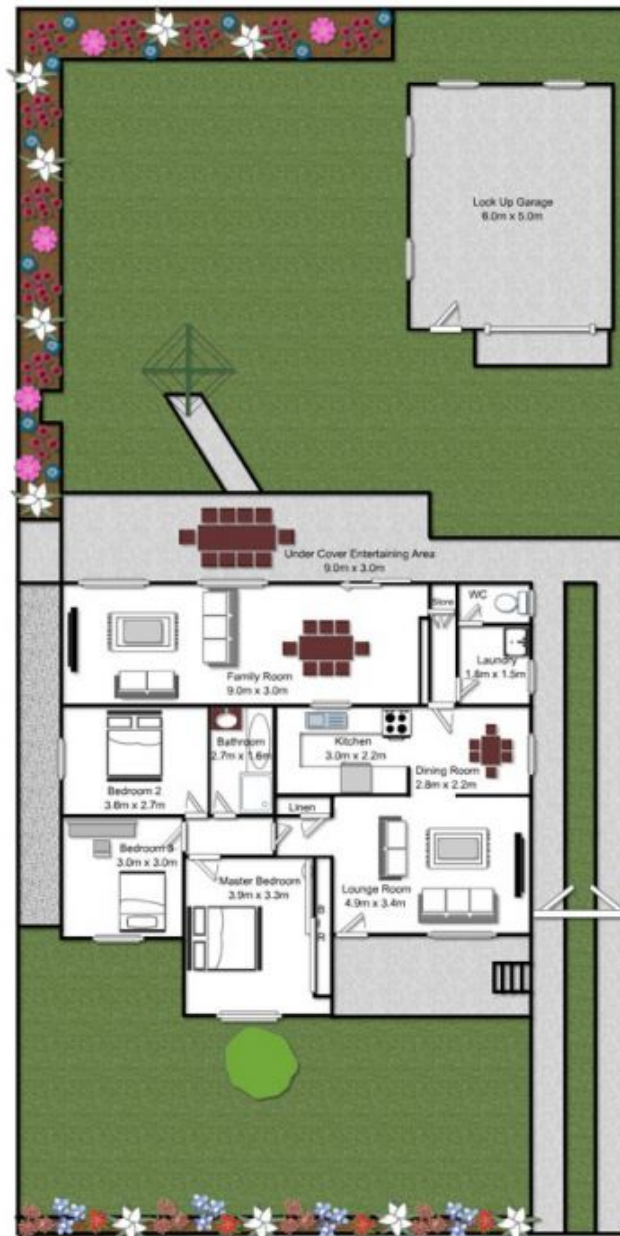 Lock Up Garage
6.0m x 5.0m
Under Cover Entertaining Area
9.0m x 3.0m
Store
WC
Laundry
1.8m x 1.5m
Family Room
9.0m x 3.0m
Bathroom
2.7m x 1.6m
Kitchen
3.0m x 2.2m
Dining Room
2.8m x 2.2m
Bedroom 2
3.6m x 2.7m
Linen
Bedroom 3
3.0m x 3.0m
Master Bedroom
3.9m x 3.3m
Lounge Room
4.9m x 3.4m
B
I
R